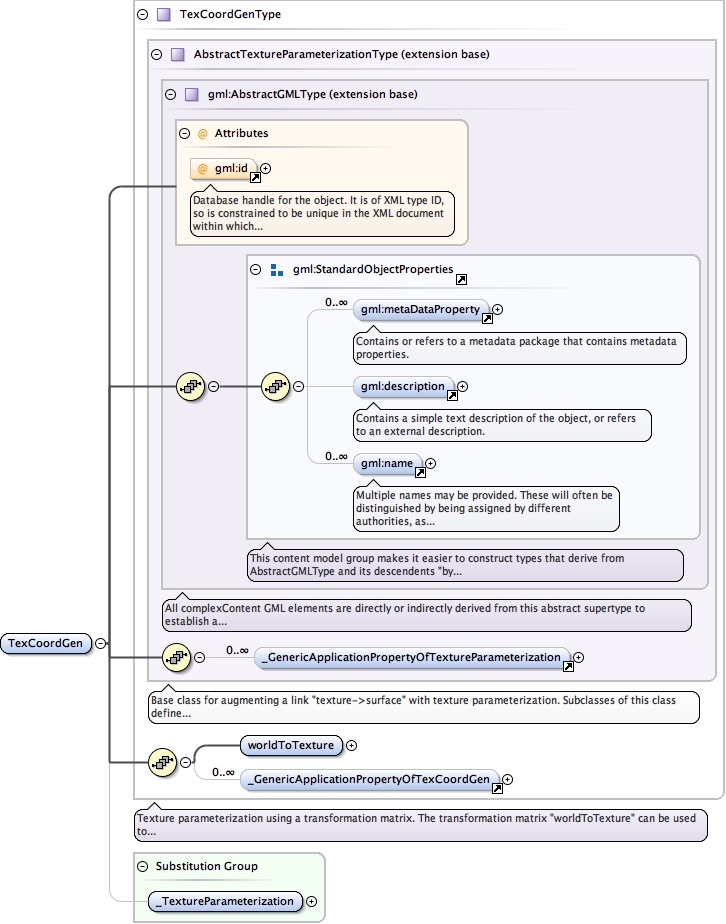 TexCoordGenType
AbstractTextureParameterizationType (extension base)
gml:AbstractGMLType (extension base)
@ Attributes
@ gml:id
Database handle for the object. It is of XML type ID,
so is constrained to be unique in the XML document
within which...
gml:StandardObjectProperties
0..∞
gml:metaDataProperty
Contains or refers to a metadata package that contains metadata
properties.
gml:description
Contains a simple text description of the object, or refers
to an external description.
0..∞
gml:name
Multiple names may be provided. These will often be
distinguished by being assigned by different
authorities, as...
This content model group makes it easier to construct types that derive from
AbstractGMLType and its descendents "by...
All complexContent GML elements are directly or indirectly derived from this abstract supertype to
establish a...
TexCoordGen
0..∞
_GenericApplicationPropertyOfTextureParameterization
Base class for augmenting a link "texture->surface" with texture parameterization. Subclasses of this class
define...
worldToTexture
0..∞
_GenericApplicationPropertyOfTexCoordGen
Texture parameterization using a transformation matrix. The transformation matrix "worldToTexture" can be used
to...
Substitution Group
_TextureParameterization